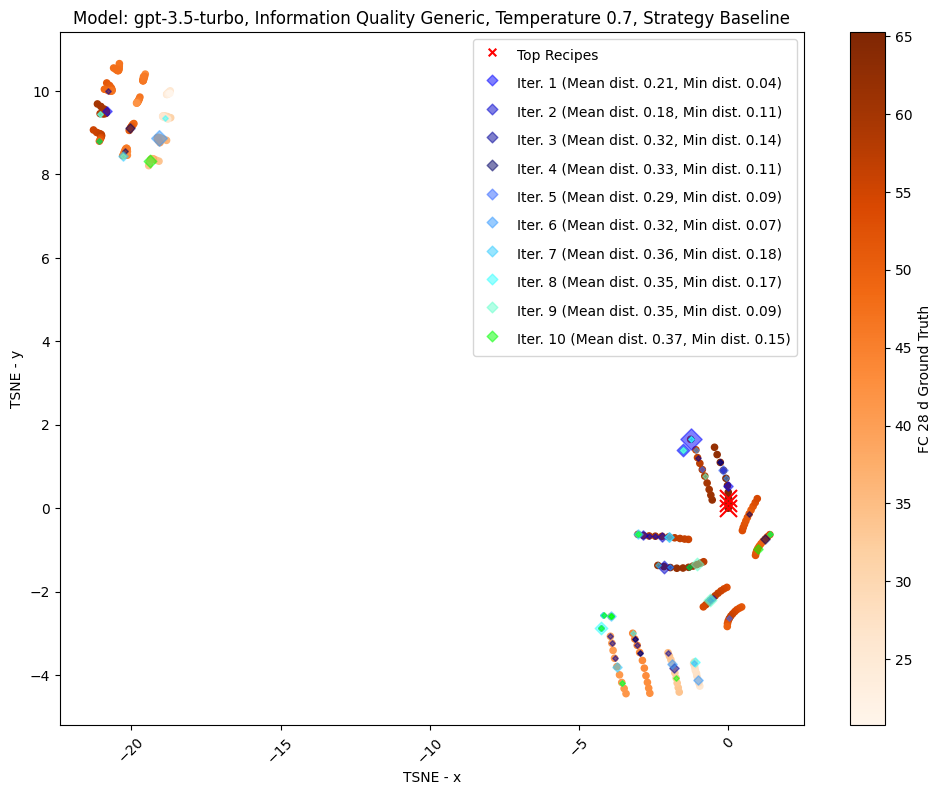 Model: gpt-3.5-turbo, Information Quality Generic, Temperature 0.7, Strategy Baseline
Top Recipes
Iter. 1 (Mean dist. 0.21, Min dist. 0.04)
Iter. 2 (Mean dist. 0.18, Min dist. 0.11)
Iter. 3 (Mean dist. 0.32, Min dist. 0.14)
Iter. 4 (Mean dist. 0.33, Min dist. 0.11)
Iter. 5 (Mean dist. 0.29, Min dist. 0.09)
Iter. 6 (Mean dist. 0.32, Min dist. 0.07)
Iter. 7 (Mean dist. 0.36, Min dist. 0.18)
Iter. 8 (Mean dist. 0.35, Min dist. 0.17)
Iter. 9 (Mean dist. 0.35, Min dist. 0.09)
Iter. 10 (Mean dist. 0.37, Min dist. 0.15)
TSNE - y
10
8
6
4
2
0
−2
−4
−20
−15
−10
−5
0
TSNE - x
65
60
55
50
45
40
35
30
25
FC 28 d Ground Truth